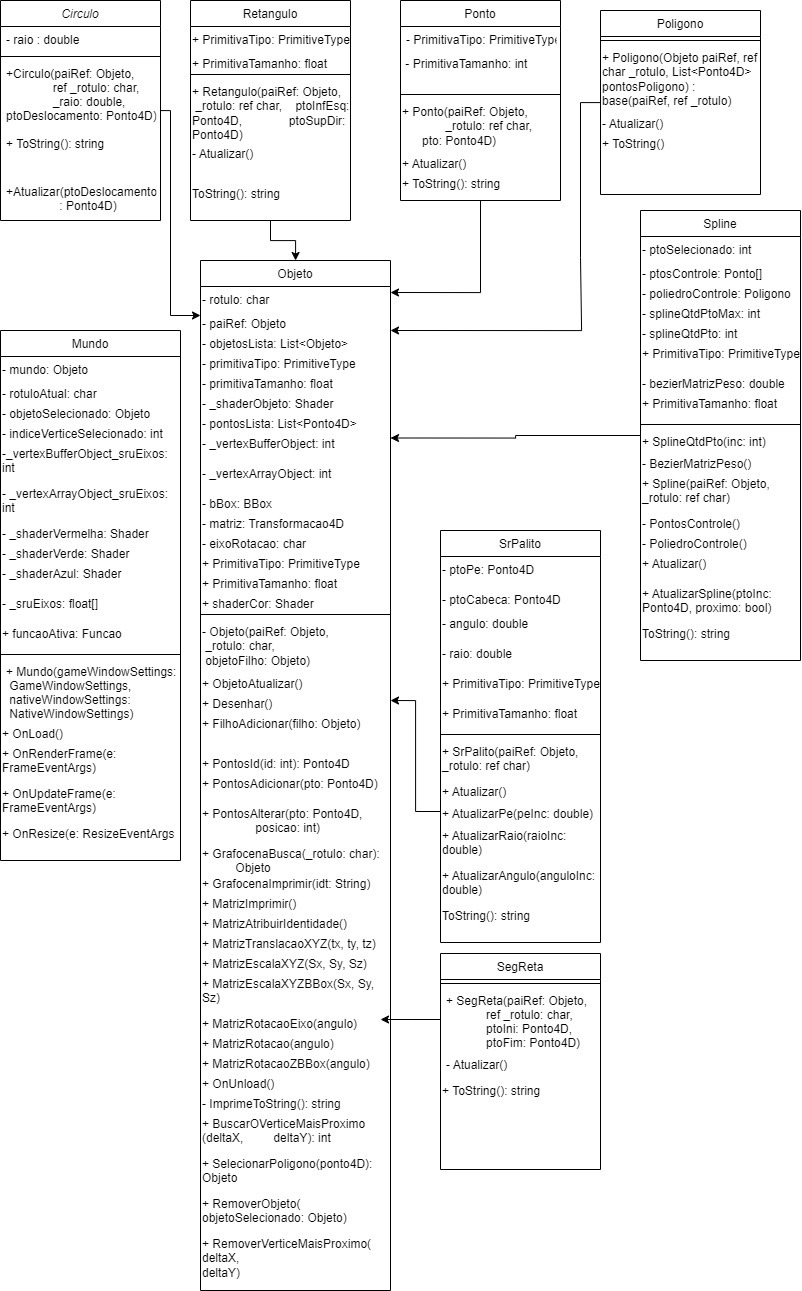 Circulo
- raio : double
+Circulo(paiRef: Objeto,
ref _rotulo: char,
_raio: double,
ptoDeslocamento: Ponto4D)
+ ToString(): string
+Atualizar(ptoDeslocamento
: Ponto4D)
Retangulo
+ PrimitivaTipo: PrimitiveType
+ PrimitivaTamanho: float
+ Retangulo(paiRef: Objeto,
_rotulo: ref char, ptoInfEsq:
Ponto4D, ptoSupDir:
Ponto4D)
- Atualizar()
ToString(): string
Ponto
- PrimitivaTipo: PrimitiveType
- PrimitivaTamanho: int
+ Ponto(paiRef: Objeto,
_rotulo: ref char,
pto: Ponto4D)
+ Atualizar()
+ ToString(): string
Poligono
+ Poligono(Objeto paiRef, ref
char _rotulo, List<Ponto4D>
pontosPoligono) :
base(paiRef, ref _rotulo)
- Atualizar()
+ ToString()
Spline
- ptoSelecionado: int
- ptosControle: Ponto[]
- poliedroControle: Poligono
- splineQtdPtoMax: int
- splineQtdPto: int
+ PrimitivaTipo: PrimitiveType
- bezierMatrizPeso: double
+ PrimitivaTamanho: float
+ SplineQtdPto(inc: int)
- BezierMatrizPeso()
+ Spline(paiRef: Objeto,
_rotulo: ref char)
- PontosControle()
- PoliedroControle()
+ Atualizar()
+ AtualizarSpline(ptoInc:
Ponto4D, proximo: bool)
ToString(): string
Mundo
- mundo: Objeto
- rotuloAtual: char
- objetoSelecionado: Objeto
- indiceVerticeSelecionado: int
-_vertexBufferObject_sruEixos:
int
- _vertexArrayObject_sruEixos:
int
- _shaderVermelha: Shader
- _shaderVerde: Shader
- _shaderAzul: Shader
- _sruEixos: float[]
+ funcaoAtiva: Funcao
+ Mundo(gameWindowSettings:
GameWindowSettings,
nativeWindowSettings:
NativeWindowSettings)
+ OnLoad()
+ OnRenderFrame(e:
FrameEventArgs)
+ OnUpdateFrame(e:
FrameEventArgs)
+ OnResize(e: ResizeEventArgs
Objeto
- rotulo: char
- paiRef: Objeto
- objetosLista: List<Objeto>
- primitivaTipo: PrimitiveType
- primitivaTamanho: float
- _shaderObjeto: Shader
- pontosLista: List<Ponto4D>
- _vertexBufferObject: int
- _vertexArrayObject: int
- bBox: BBox
- matriz: Transformacao4D
- eixoRotacao: char
+ PrimitivaTipo: PrimitiveType
+ PrimitivaTamanho: float
+ shaderCor: Shader
- Objeto(paiRef: Objeto,
_rotulo: char,
objetoFilho: Objeto)
+ ObjetoAtualizar()
+ Desenhar()
+ FilhoAdicionar(filho: Objeto)
+ PontosId(id: int): Ponto4D
+ PontosAdicionar(pto: Ponto4D)
+ PontosAlterar(pto: Ponto4D,
posicao: int)
+ GrafocenaBusca(_rotulo: char):
Objeto
+ GrafocenaImprimir(idt: String)
+ MatrizImprimir()
+ MatrizAtribuirIdentidade()
+ MatrizTranslacaoXYZ(tx, ty, tz)
+ MatrizEscalaXYZ(Sx, Sy, Sz)
+ MatrizEscalaXYZBBox(Sx, Sy,
Sz)
+ MatrizRotacaoEixo(angulo)
+ MatrizRotacao(angulo)
+ MatrizRotacaoZBBox(angulo)
+ OnUnload()
- ImprimeToString(): string
+ BuscarOVerticeMaisProximo
(deltaX, deltaY): int
+ SelecionarPoligono(ponto4D):
Objeto
+ RemoverObjeto(
objetoSelecionado: Objeto)
+ RemoverVerticeMaisProximo(
deltaX,
deltaY)
SrPalito
- ptoPe: Ponto4D
- ptoCabeca: Ponto4D
- angulo: double
- raio: double
+ PrimitivaTipo: PrimitiveType
+ PrimitivaTamanho: float
+ SrPalito(paiRef: Objeto,
_rotulo: ref char)
+ Atualizar()
+ AtualizarPe(peInc: double)
+ AtualizarRaio(raioInc:
double)
+ AtualizarAngulo(anguloInc:
double)
ToString(): string
SegReta
+ SegReta(paiRef: Objeto,
ref _rotulo: char,
ptoIni: Ponto4D,
ptoFim: Ponto4D)
- Atualizar()
+ ToString(): string